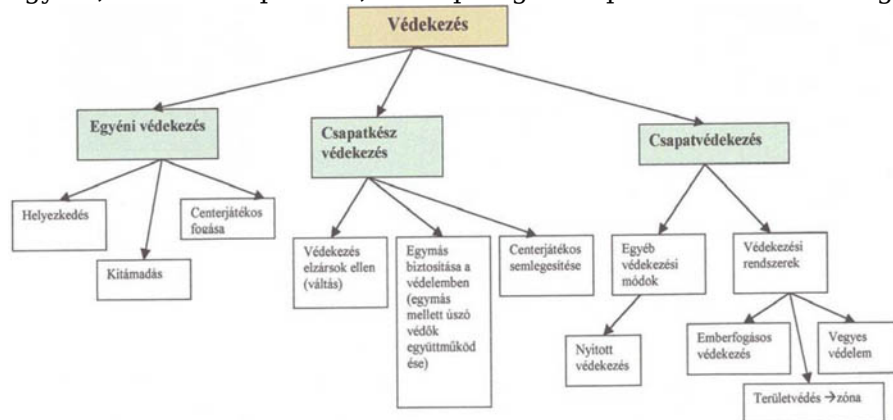 Védekezés
Egyéni védekezés
Csapatkész
védekezés
Csapatvédekezés
Helyezkedés
Centerjátékos
fogása
Kitámadás
Védekezés
elzársok ellen
(váltás)
Egymás
biztosítása a
védelemben
(egymás
mellett úszó
védők
együttműköd
ése)
Centerjátékos
semlegesítése
Egyéb
védekezési
módok
Védekezési
rendszerek
Nyitott
védekezés
Emberfogásos
védekezés
Vegyes
védelem
Területvédés →zóna